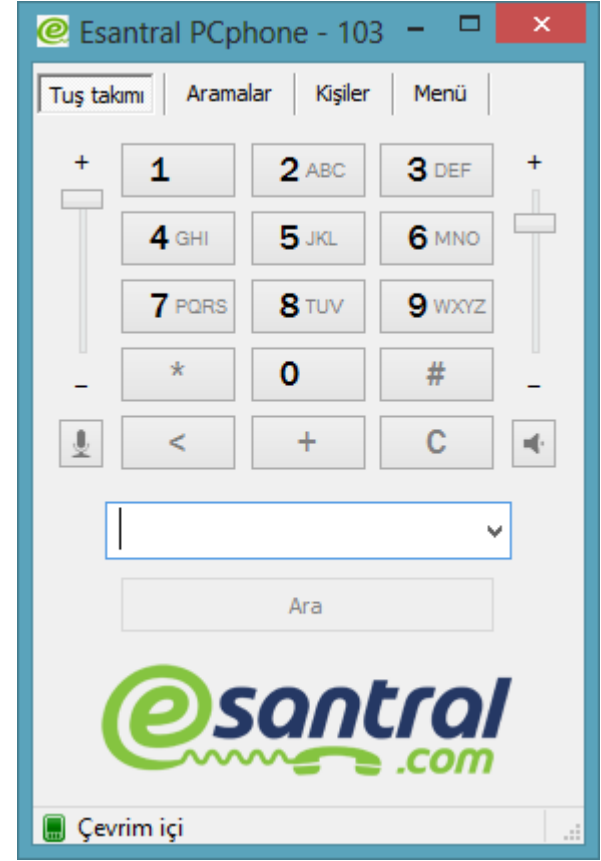 Esantral PCphone - 103
Tuş takımı Aramalar Kişiler Menü
+ 1 2 ABC 3 DEF +
4 GHI 5 JKL 6 MNO
7 PQRS 8 TUV 9 WXYZ
- * 0 # -
< + C
Ara
esantral
.com
Çevrim içi